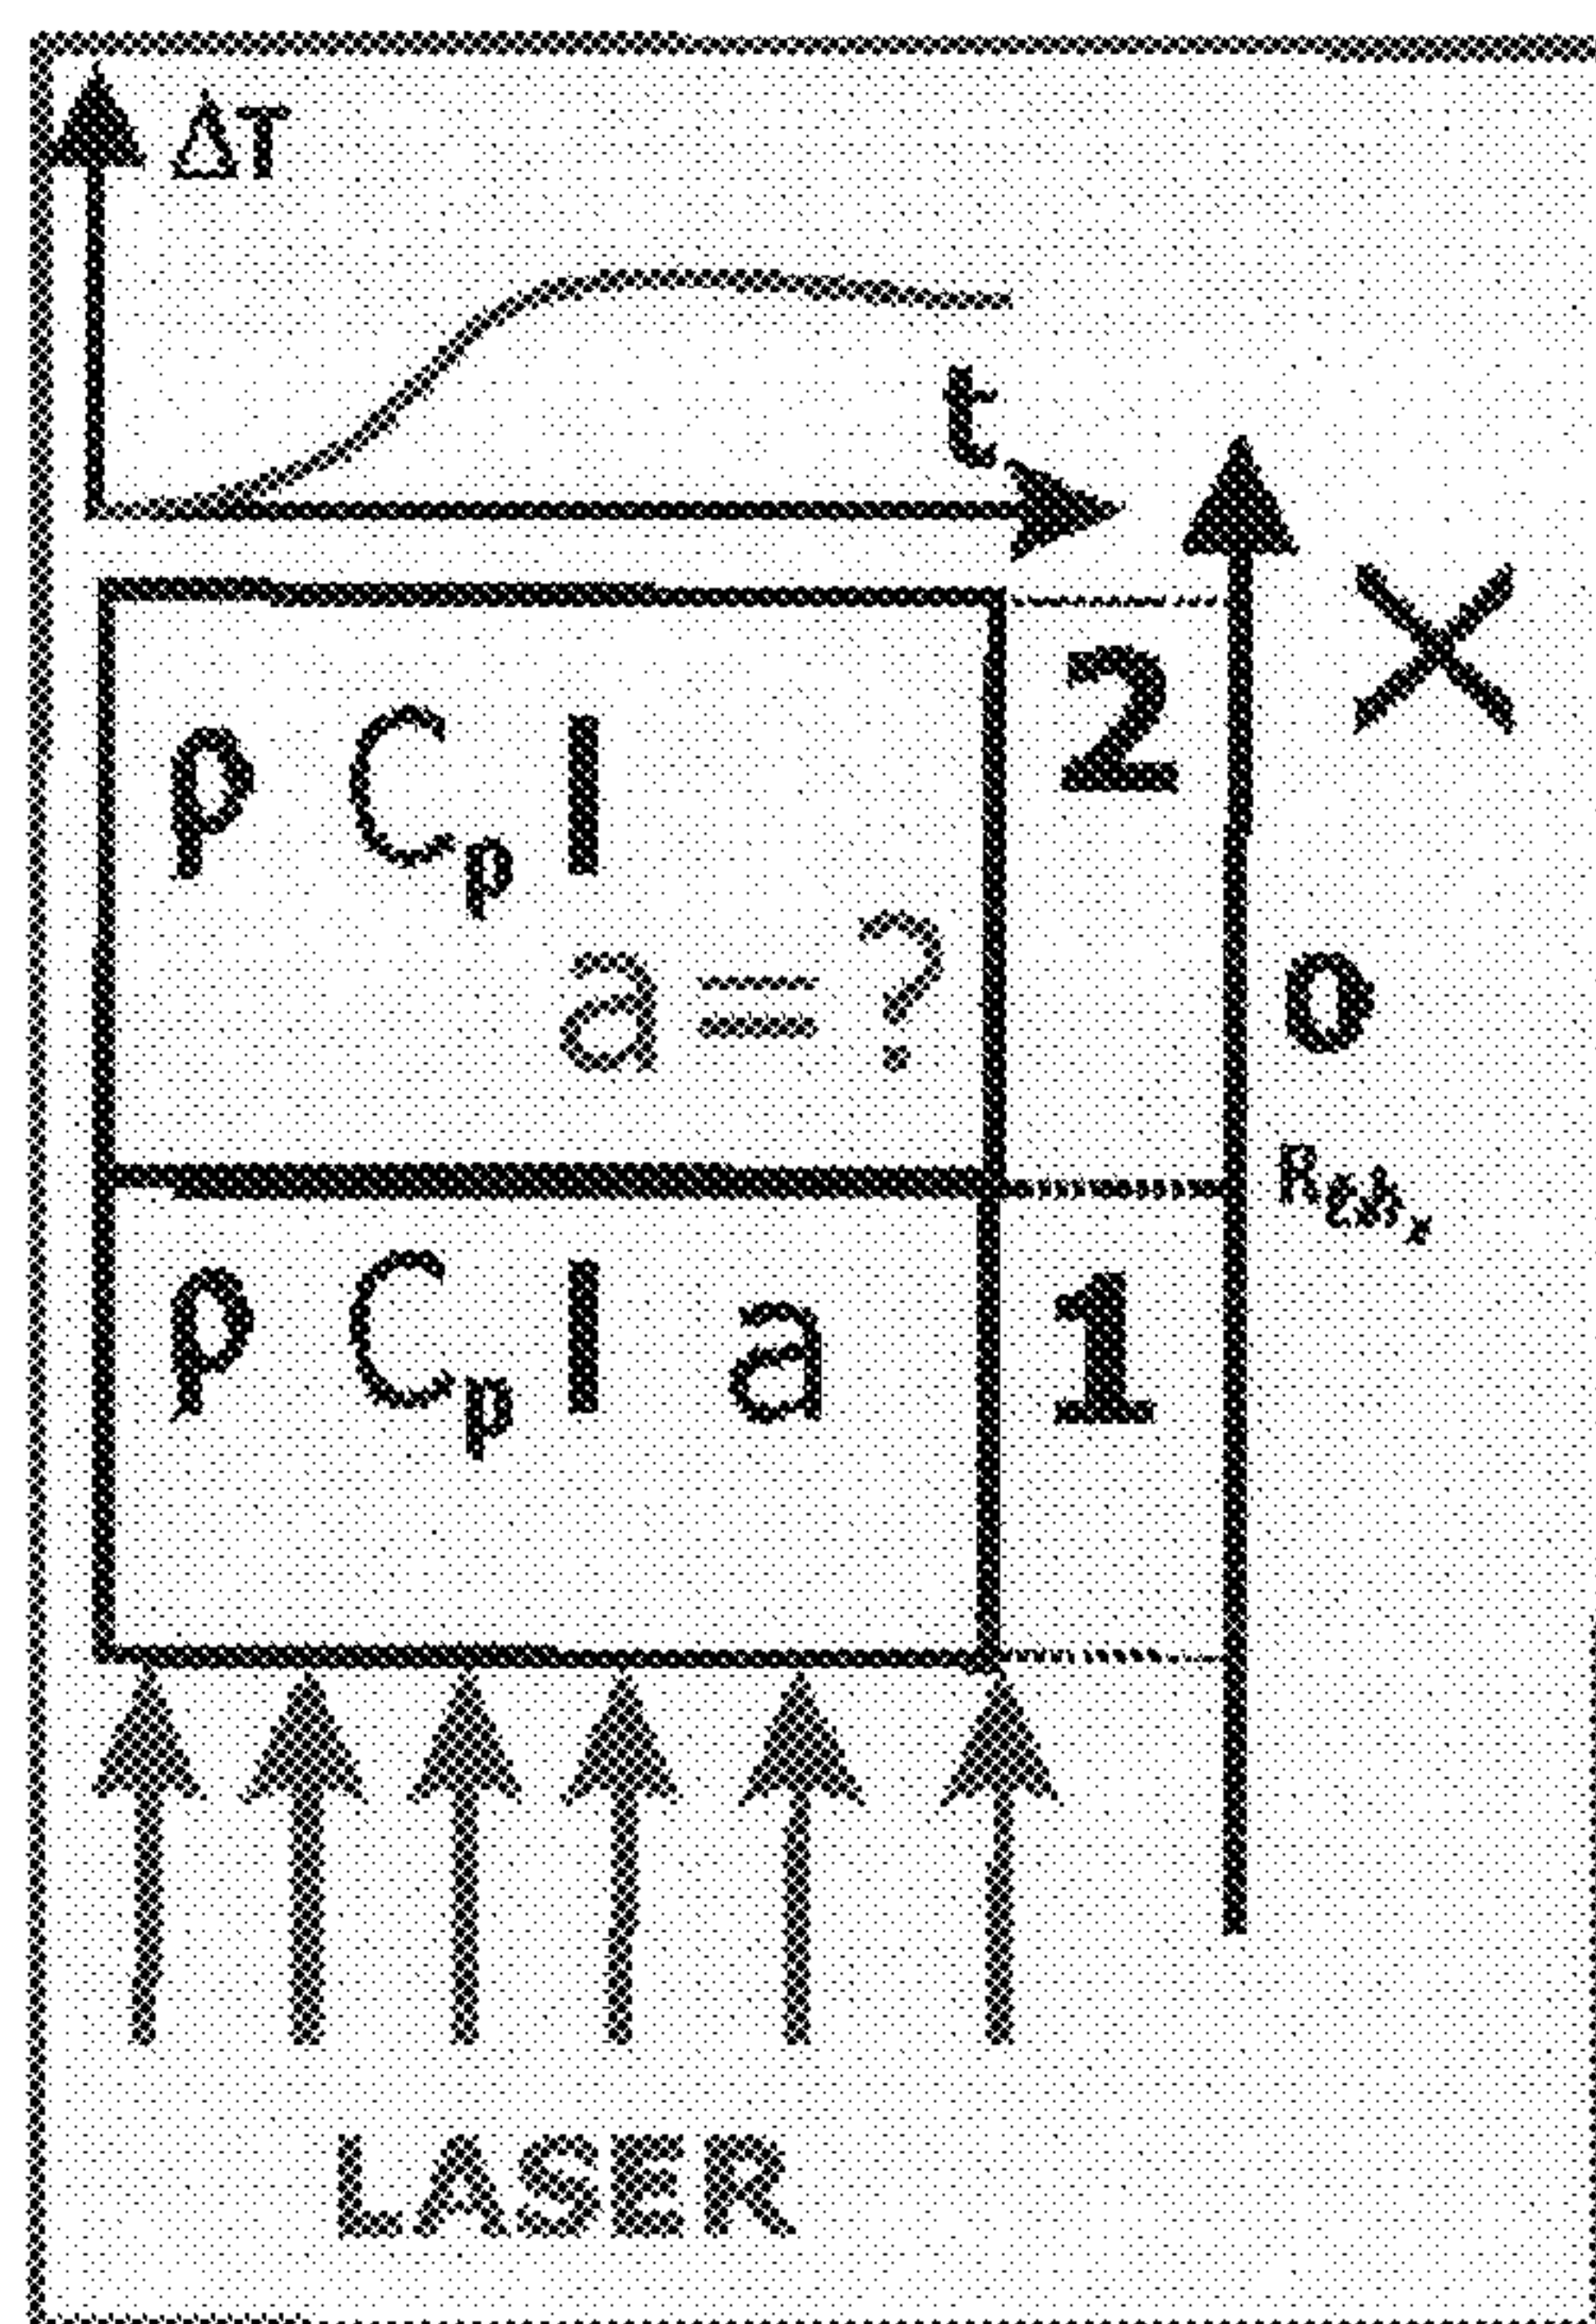 ΔT
t
X
ρ Cp l
2
a=?
0
ρ Cp l a
1
LASER